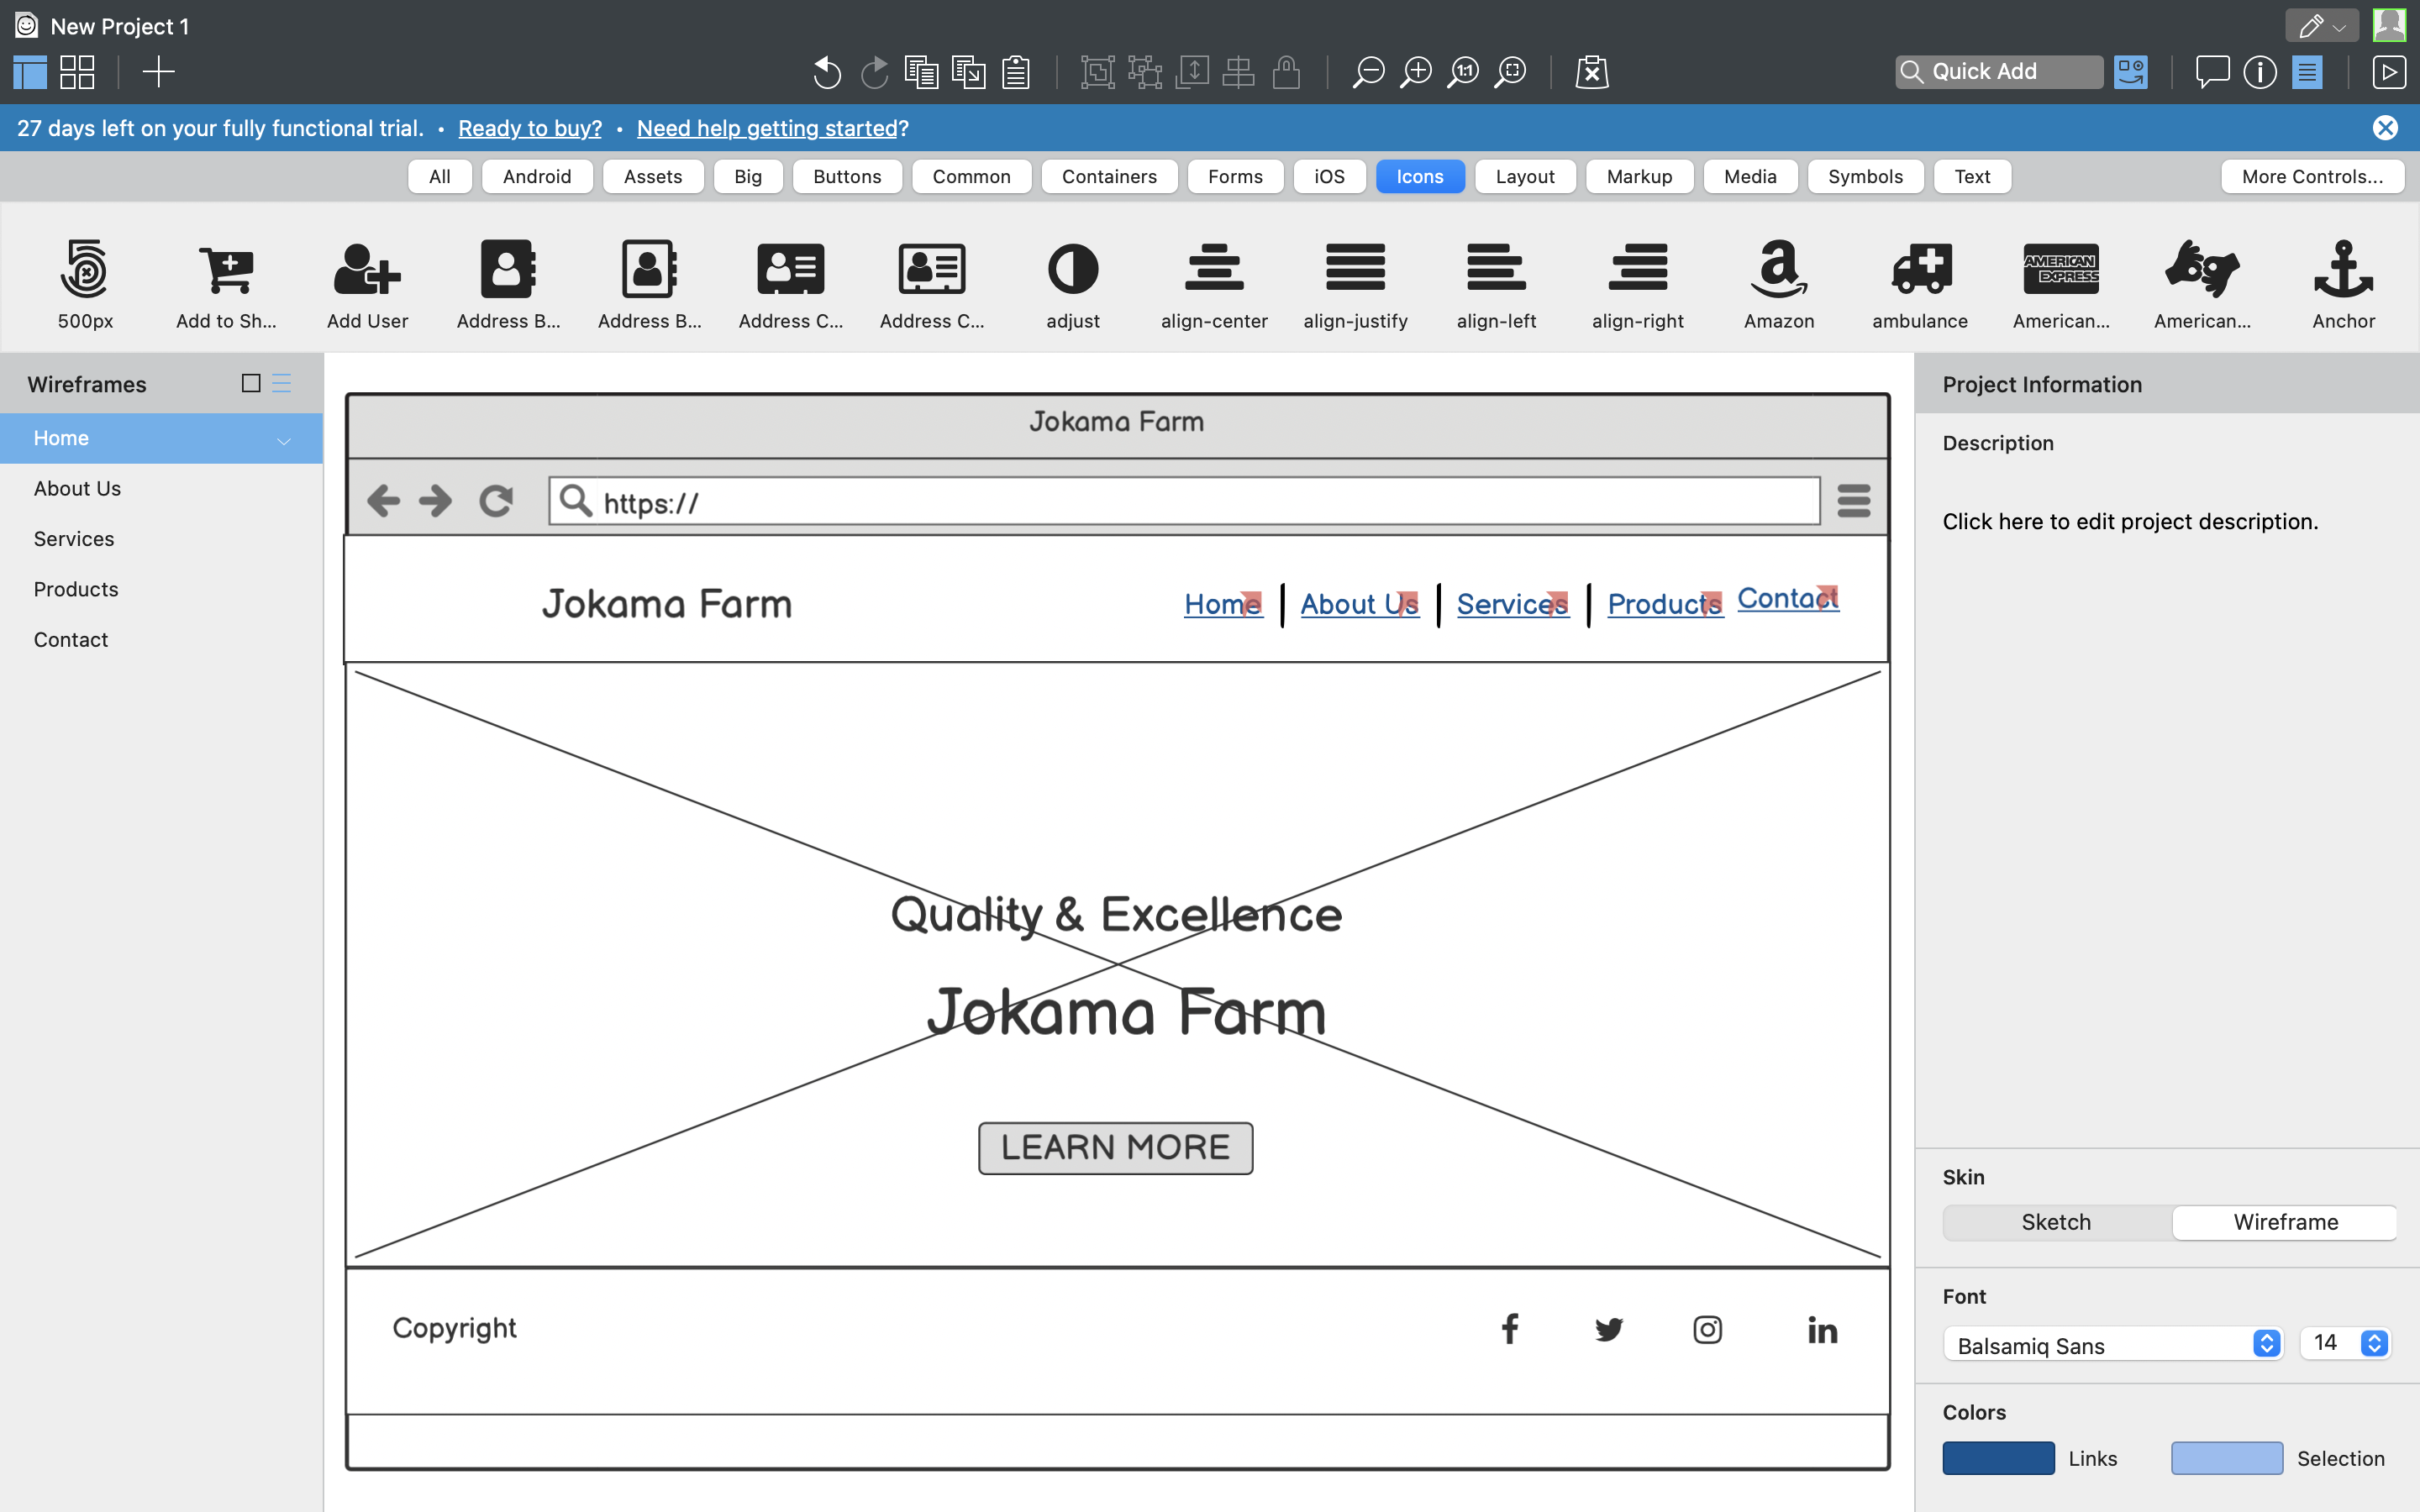 New Project 1
Quick Add
27 days left on your fully functional trial. • Ready to buy? • Need help getting started?
All Android Assets Big Buttons Common Containers Forms iOS Icons Layout Markup Media Symbols Text More Controls...
AMERICAN EXPRESS
500px Add to Sh... Add User Address B... Address B... Address C... Address C... adjust align-center align-justify align-left align-right Amazon ambulance American... American... Anchor
Wireframes
Home
About Us
Services
Products
Contact
Jokama Farm
https://
Jokama Farm
Home | About Us | Services | Products Contact
Quality & Excellence
Jokama Farm
LEARN MORE
Copyright
Project Information
Description
Click here to edit project description.
Skin
Sketch Wireframe
Font
Balsamiq Sans 14
Colors
Links Selection